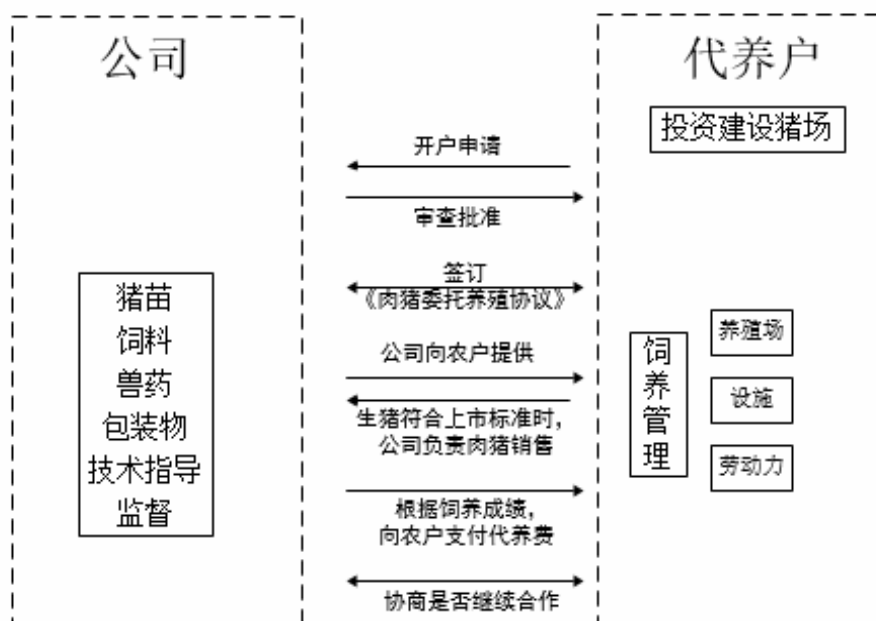 公司
代养户
投资建设猪场
开户申请
审查批准
签订
《肉猪委托养殖协议》
公司向农户提供
生猪符合上市标准时，
公司负责肉猪销售
根据饲养成绩，
向农户支付代养费
协商是否继续合作
猪苗
饲料
兽药
包装物
技术指导
监督
饲养管理
养殖场
设施
劳动力